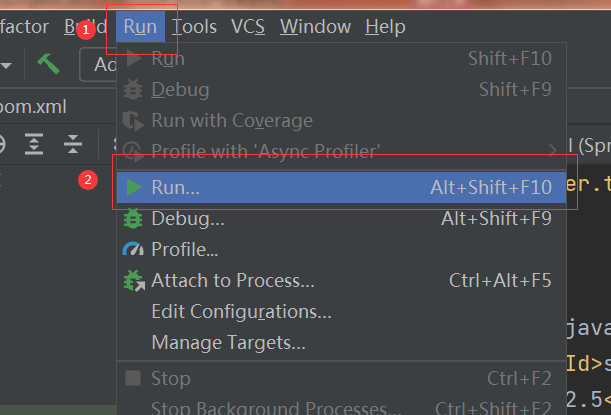 factor Build Run Tools VCS Window Help
1
Ad
Run Shift+F10
Debug Shift+F9
oom.xml
Run with Coverage
Profile with 'Async Profiler'
l (Spr
2
Run... Alt+Shift+F10
er.t
Debug... Alt+Shift+F9
Profile...
Attach to Process... Ctrl+Alt+F5
Edit Configurations...
java
Manage Targets...
Id>s
Stop Ctrl+F2
2.5<
Stop Background Processes... Ctrl+Shift+F2